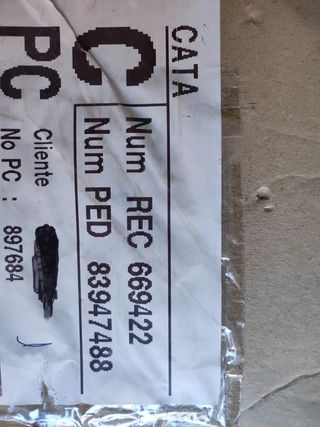 CATA
C
Num REC 669422
Num PED 83947488
PC
Cliente
No PC : 897684